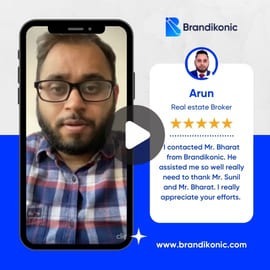 Brandikonic
Arun
Real estate Broker
I contacted Mr. Bharat
from Brandikonic. He
assisted me so well really
need to thank Mr. Sunil
and Mr. Bharat. I really
appreciate your efforts.
www.brandikonic.com